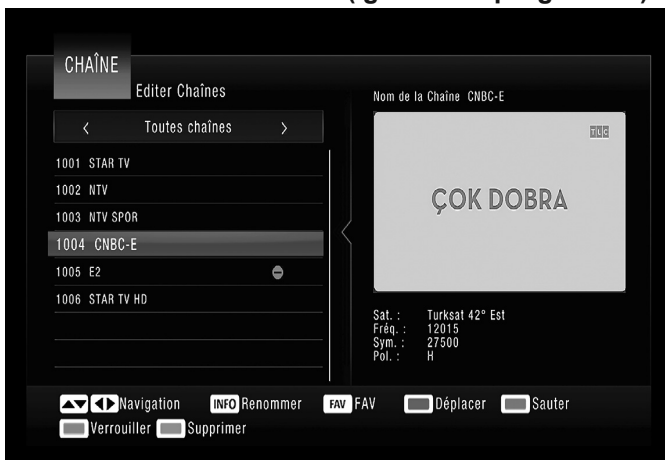 CHAÎNE
Editer Chaînes
Toutes chaînes
1001 STAR TV
1002 NTV
1003 NTV SPOR
1004 CNBC-E
1005 E2
1006 STAR TV HD
Nom de la Chaîne CNBC-E
TLC
ÇOK DOBRA
Sat. : Turksat 42° Est
Fréq. : 12015
Sym. : 27500
Pol. : H
Navigation INFO Renommer FAV FAV Déplacer Sauter
Verrouiller Supprimer